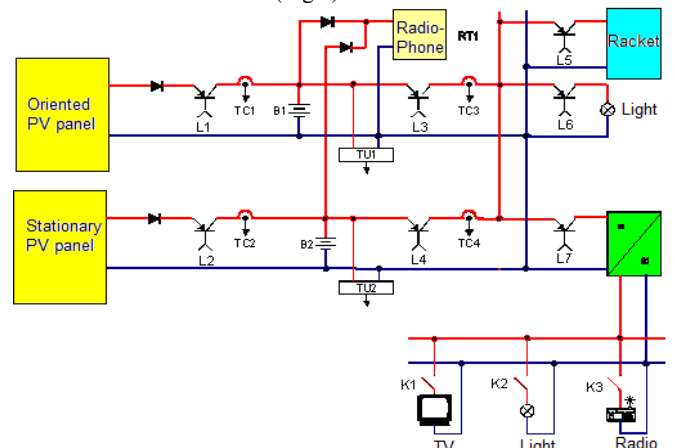 Radio-
Phone
RT1
Racket
L5
Oriented
PV panel
L1
TC1
B1
L3
TC3
L6
Light
TU1
Stationary
PV panel
L2
TC2
B2
L4
TC4
L7
TU2
K1
K2
K3
TV
Light
Radio